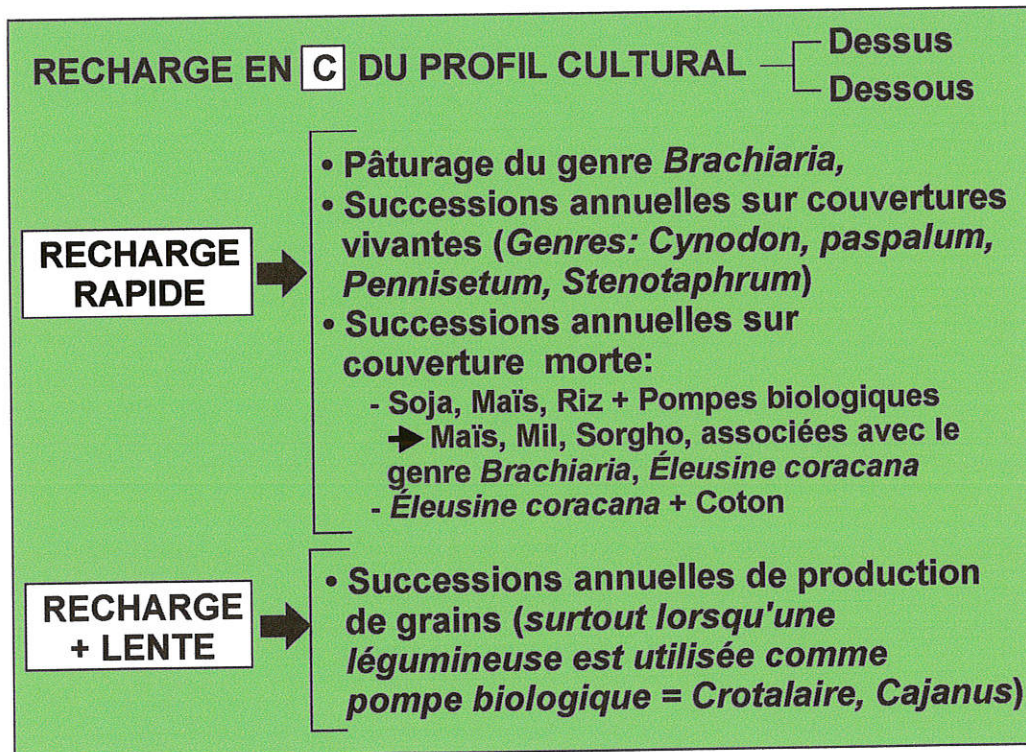 RECHARGE EN C DU PROFIL CULTURAL
Dessus
Dessous
RECHARGE
RAPIDE
• Pâturage du genre Brachiaria,
• Successions annuelles sur couvertures
vivantes (Genres: Cynodon, paspalum,
Pennisetum, Stenotaphrum)
• Successions annuelles sur
couverture morte:
- Soja, Maïs, Riz + Pompes biologiques
➔ Maïs, Mil, Sorgho, associées avec le
genre Brachiaria, Éleusine coracana
- Éleusine coracana + Coton
RECHARGE
+ LENTE
• Successions annuelles de production
de grains (surtout lorsqu'une
légumineuse est utilisée comme
pompe biologique = Crotalaire, Cajanus)